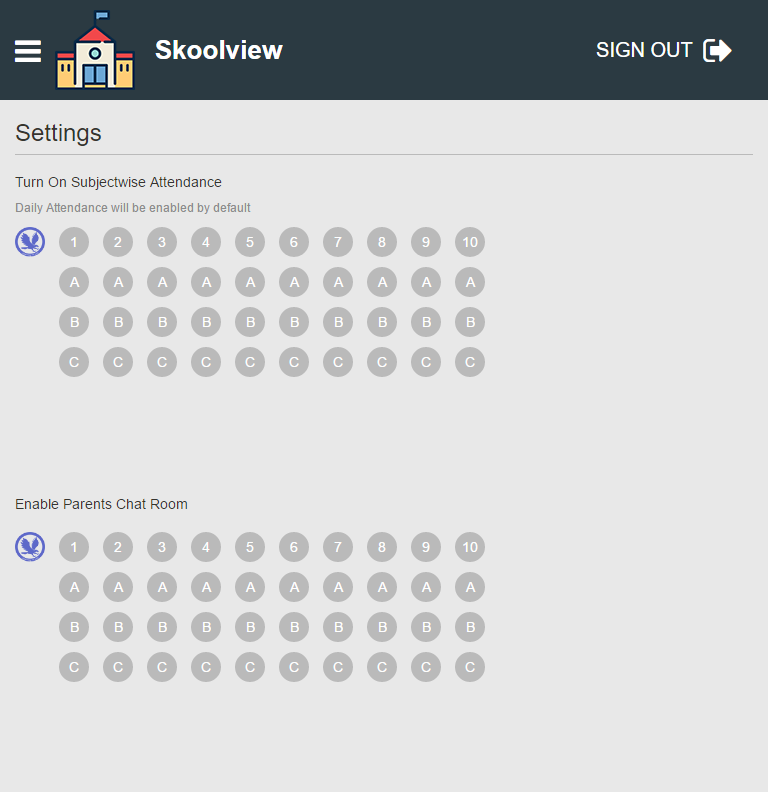 Skoolview
SIGN OUT
Settings
Turn On Subjectwise Attendance
Daily Attendance will be enabled by default
1 2 3 4 5 6 7 8 9 10
A A A A A A A A A A
B B B B B B B B B B
C C C C C C C C C C
Enable Parents Chat Room
1 2 3 4 5 6 7 8 9 10
A A A A A A A A A A
B B B B B B B B B B
C C C C C C C C C C